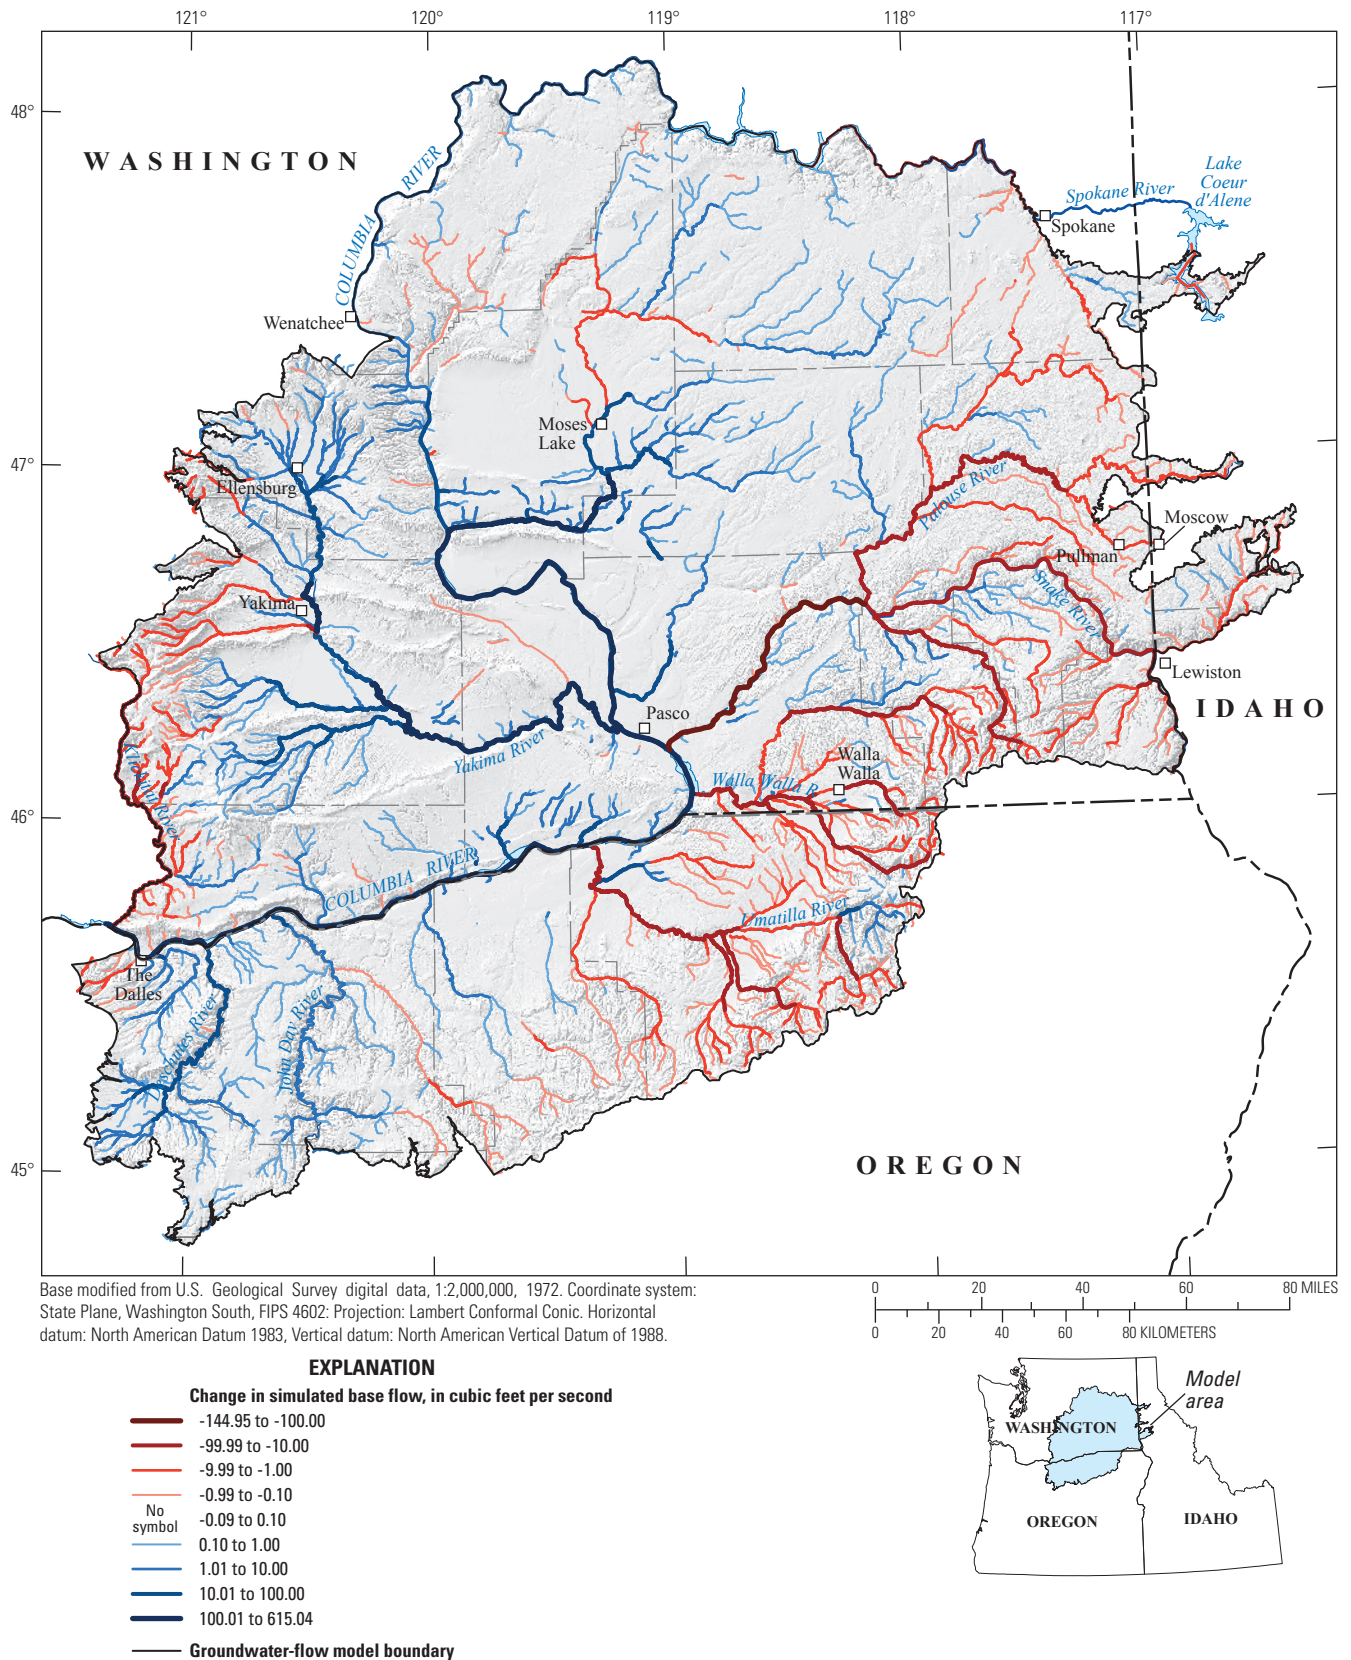 121°
120°
119°
118°
117°
48°
47°
46°
45°
WASHINGTON
COLUMBIA RIVER
Lake
Coeur
d'Alene
Spokane River
Spokane
Wenatchee
Moses
Lake
Ellensburg
Palouse River
Moscow
Pullman
Snake River
Yakima
Lewiston
IDAHO
Pasco
Yakima River
Walla
Walla
Walla Walla R.
Klickitat River
COLUMBIA RIVER
Umatilla River
The
Dalles
Deschutes River
John Day River
OREGON
Base modified from U.S. Geological Survey digital data, 1:2,000,000, 1972. Coordinate system:
State Plane, Washington South, FIPS 4602: Projection: Lambert Conformal Conic. Horizontal
datum: North American Datum 1983, Vertical datum: North American Vertical Datum of 1988.
0 20 40 60 80 MILES
0 20 40 60 80 KILOMETERS
EXPLANATION
Change in simulated base flow, in cubic feet per second
-144.95 to -100.00
-99.99 to -10.00
-9.99 to -1.00
-0.99 to -0.10
No
symbol
-0.09 to 0.10
0.10 to 1.00
1.01 to 10.00
10.01 to 100.00
100.01 to 615.04
Groundwater-flow model boundary
Model
area
WASHINGTON
OREGON
IDAHO